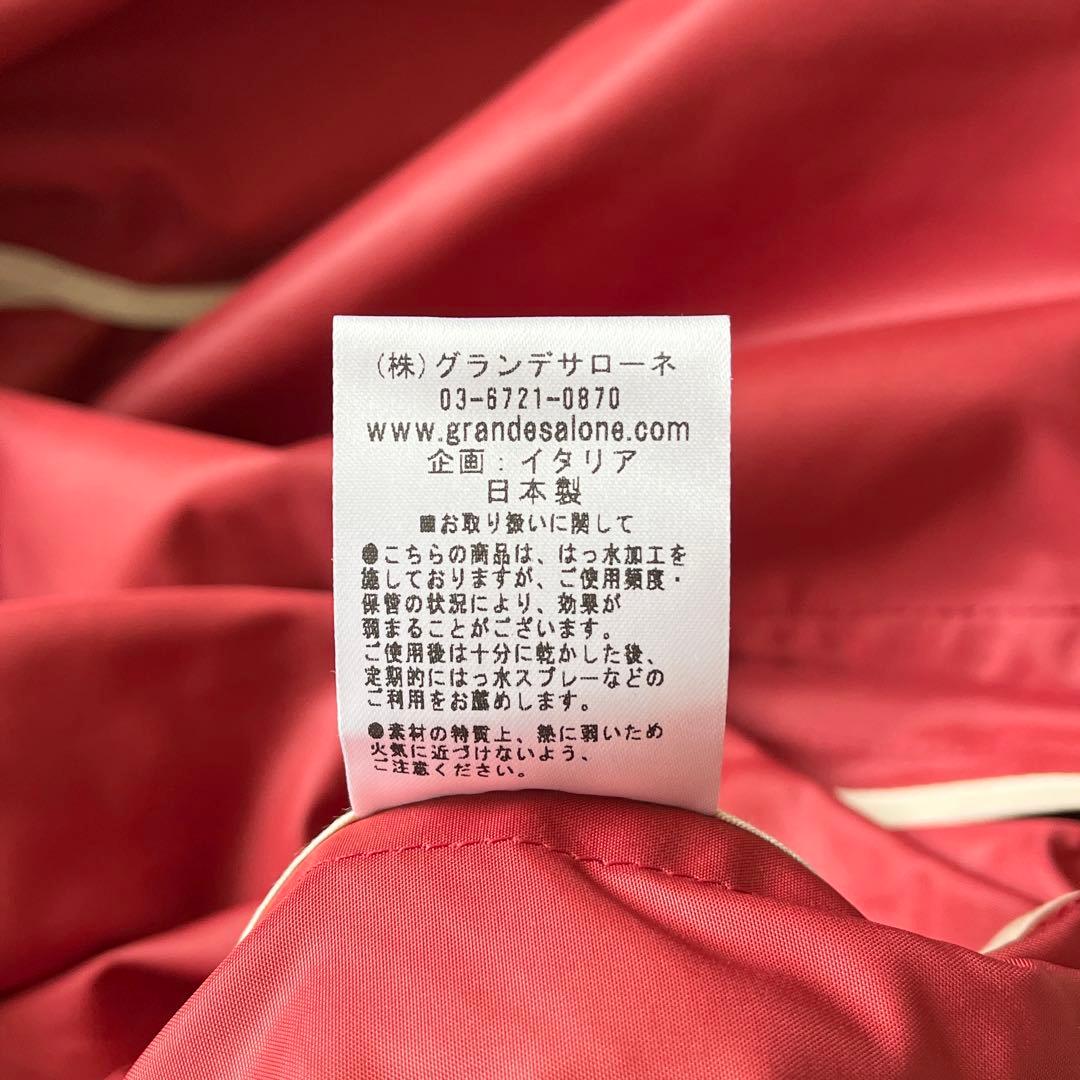 (株)グランデサローネ
03-6721-0870
www.grandesalone.com
企画：イタリア
日本製
■お取り扱いに関して
●こちらの商品は、はっ水加工を
施しておりますが、ご使用頻度・
保管の状況により、効果が
弱まることがございます。
ご使用後は十分に乾かした後、
定期的にはっ水スプレーなどの
ご利用をお薦めします。
●素材の特質上、熱に弱いため
火気に近づけないよう、
ご注意ください。